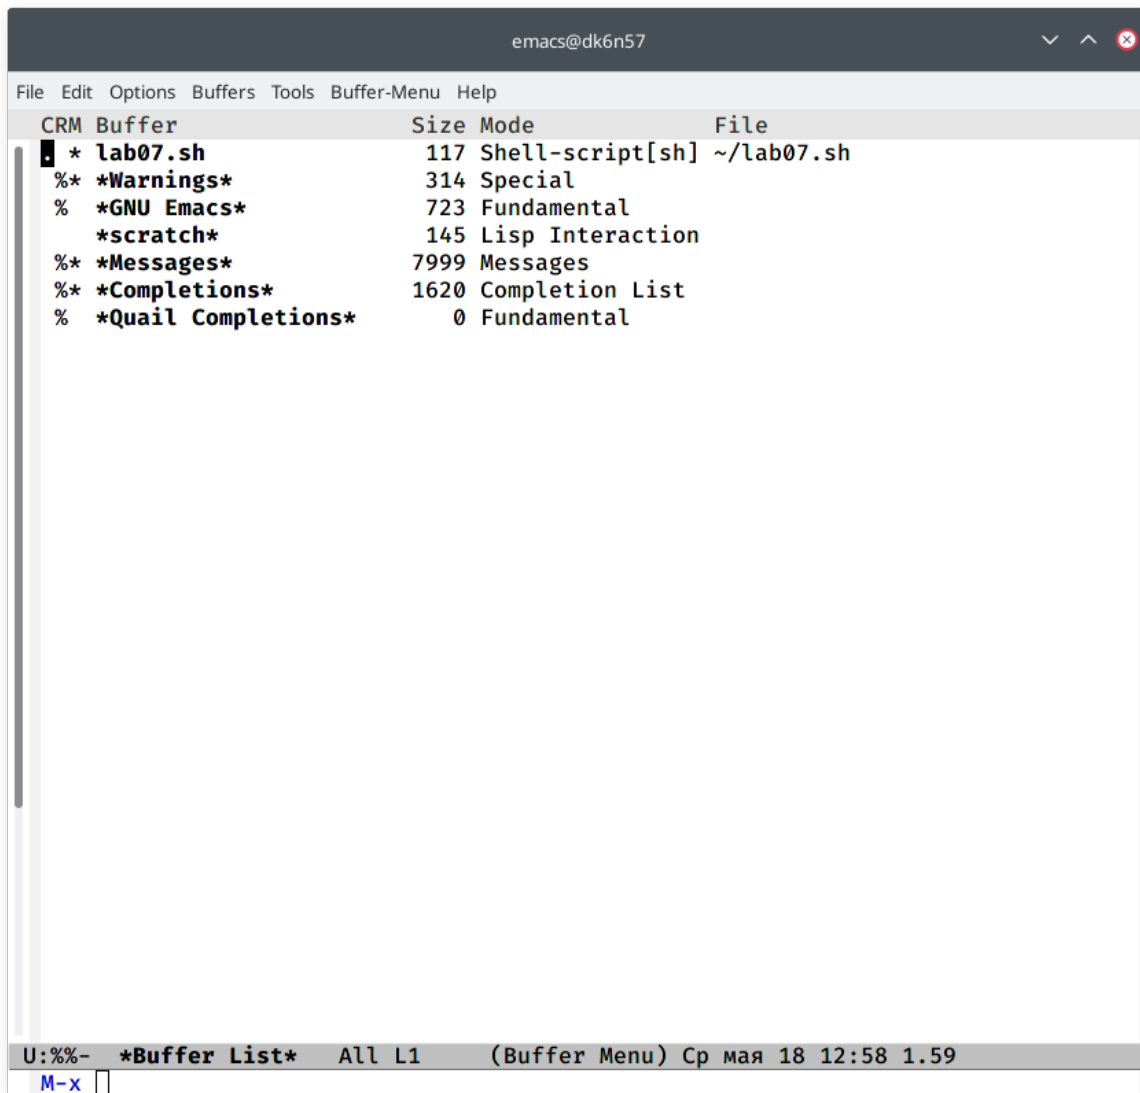 emacs@dk6n57
File Edit Options Buffers Tools Buffer-Menu Help
CRM Buffer Size Mode File
. * lab07.sh 117 Shell-script[sh] ~/lab07.sh
%* *Warnings* 314 Special
% *GNU Emacs* 723 Fundamental
*scratch* 145 Lisp Interaction
%* *Messages* 7999 Messages
%* *Completions* 1620 Completion List
% *Quail Completions* 0 Fundamental
U:%%- *Buffer List* All L1 (Buffer Menu) Ср мая 18 12:58 1.59
M-x